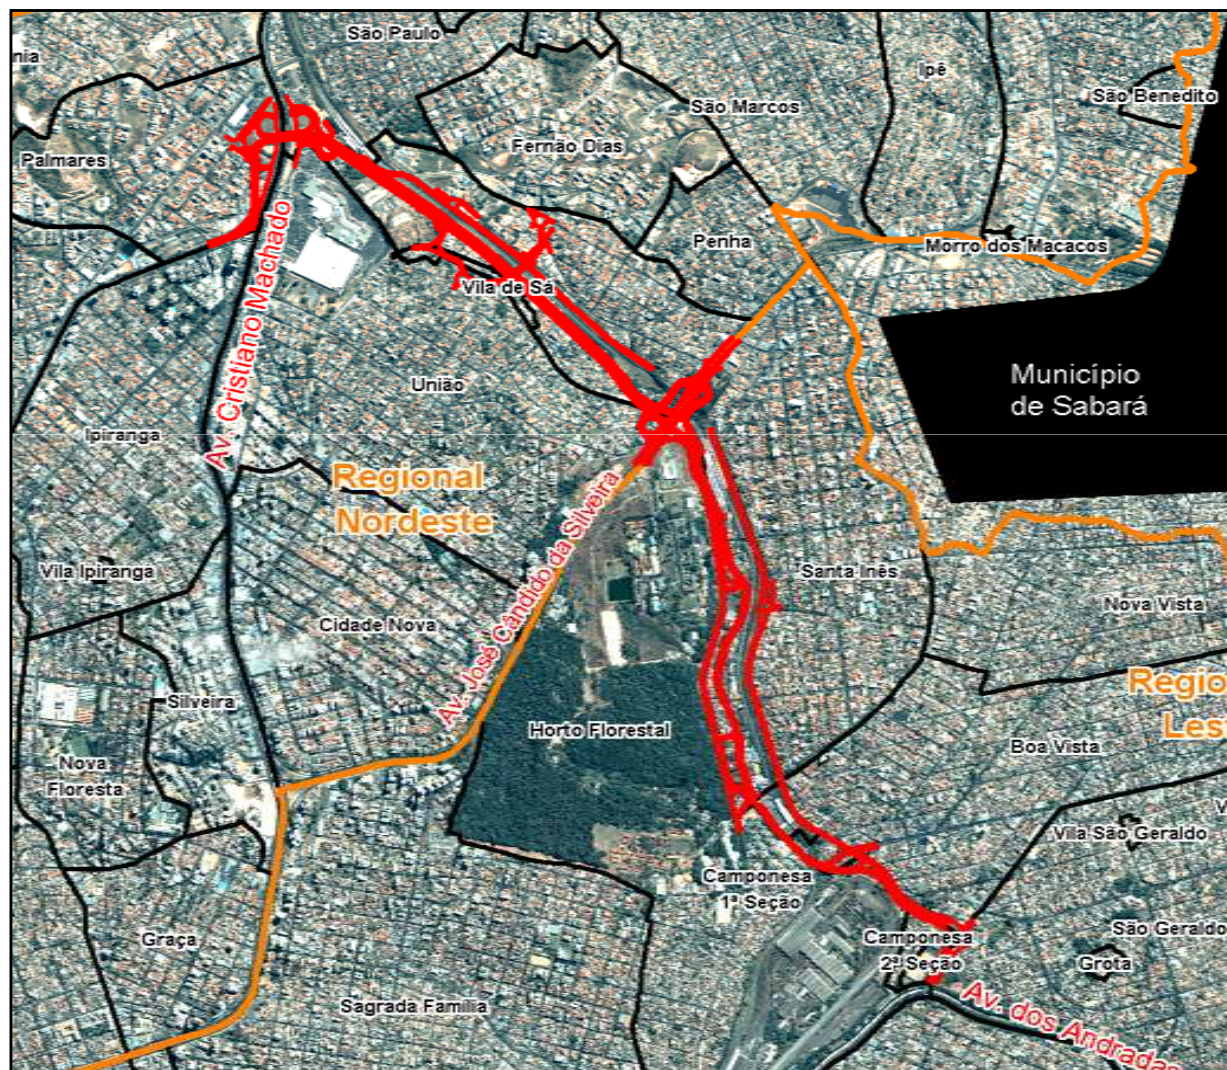 São Paulo
nia
Ipê
São Benedito
São Marcos
Palmares
Fernão Dias
Penha
Morro dos Macacos
Vila de Sá
Av. Cristiano Machado
União
Município
de Sabará
Ipiranga
Regional
Nordeste
Av. José Cândido da Silveira
Vila Ipiranga
Santa Inês
Nova Vista
Cidade Nova
Silveira
Regio
Les
Horto Florestal
Boa Vista
Nova
Floresta
V
Vila São Geraldo
Camponesa
1ª Seção
Graça
Camponesa
2ª Seção
São Geraldo
Grota
Sagrada Família
Av. dos Andradas